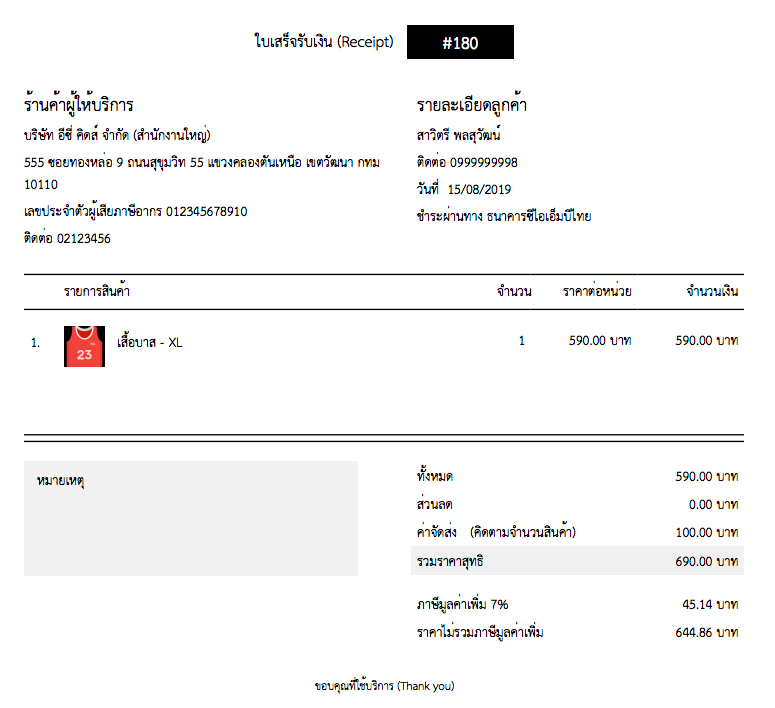 ใบเสร็จรับเงิน (Receipt) #180
ร้านค้าผู้ให้บริการ
บริษัท อีซี่ คิดส์ จำกัด (สำนักงานใหญ่)
555 ซอยทองหล่อ 9 ถนนสุขุมวิท 55 แขวงคลองตันเหนือ เขตวัฒนา กทม
10110
เลขประจำตัวผู้เสียภาษีอากร 012345678910
ติดต่อ 02123456
รายละเอียดลูกค้า
สาวิตรี พลสุวัฒน์
ติดต่อ 0999999998
วันที่ 15/08/2019
ชำระผ่านทาง ธนาคารซีไอเอ็มบีไทย
รายการสินค้า จำนวน ราคาต่อหน่วย จำนวนเงิน
1. 23 เสื้อบาส - XL 1 590.00 บาท 590.00 บาท
หมายเหตุ
ทั้งหมด 590.00 บาท
ส่วนลด 0.00 บาท
ค่าจัดส่ง (คิดตามจำนวนสินค้า) 100.00 บาท
รวมราคาสุทธิ 690.00 บาท
ภาษีมูลค่าเพิ่ม 7% 45.14 บาท
ราคาไม่รวมภาษีมูลค่าเพิ่ม 644.86 บาท
ขอบคุณที่ใช้บริการ (Thank you)